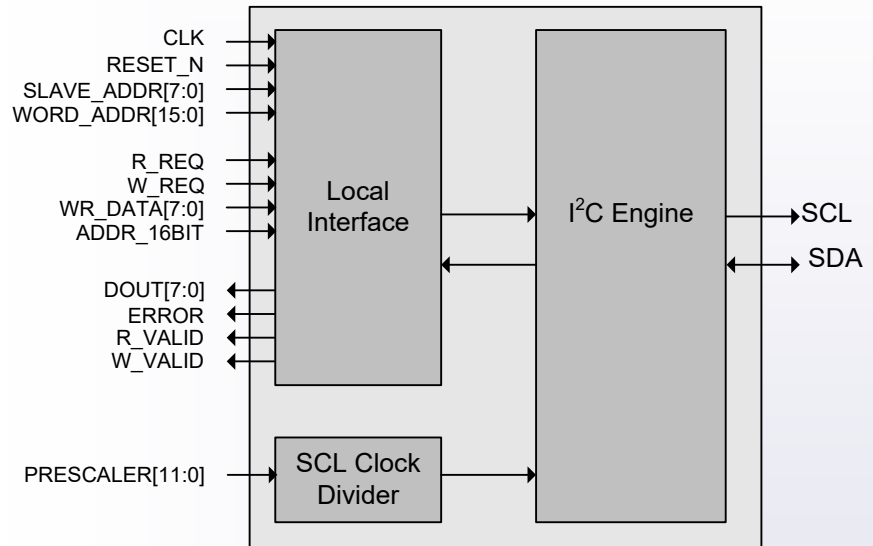 CLK
RESET_N
SLAVE_ADDR[7:0]
WORD_ADDR[15:0]
R_REQ
W_REQ
WR_DATA[7:0]
ADDR_16BIT
DOUT[7:0]
ERROR
R_VALID
W_VALID
PRESCALER[11:0]
Local
Interface
SCL Clock
Divider
I²C Engine
SCL
SDA